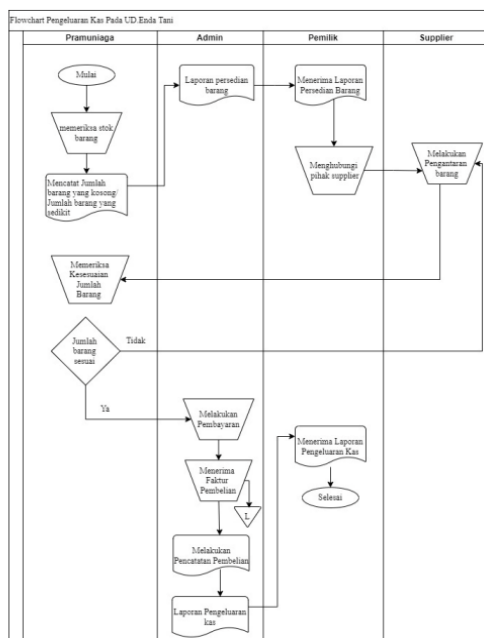 Flowchart Pengeluaran Kas Pada UD.Enda Tani
Pramuniaga
Admin
Pemilik
Supplier
Mulai
Laporan persedian
barang
Menerima Laporan
Persedian Barang
memeriksa stok
barang
Menghubungi
pihak supplier
Melakukan
Pengantaran
barang
Mencatat Jumlah
barang yang kosong/
Jumlah barang yang
sedikit
Memeriksa
Kesesuaian
Jumlah
Barang
Jumlah
barang
sesuai
Tidak
Ya
Melakukan
Pembayaran
Menerima Laporan
Pengeluaran Kas
Menerima
Faktur
Pembelian
L
Selesai
Melakukan
Pencatatan Pembelian
Laporan Pengeluaran
kas